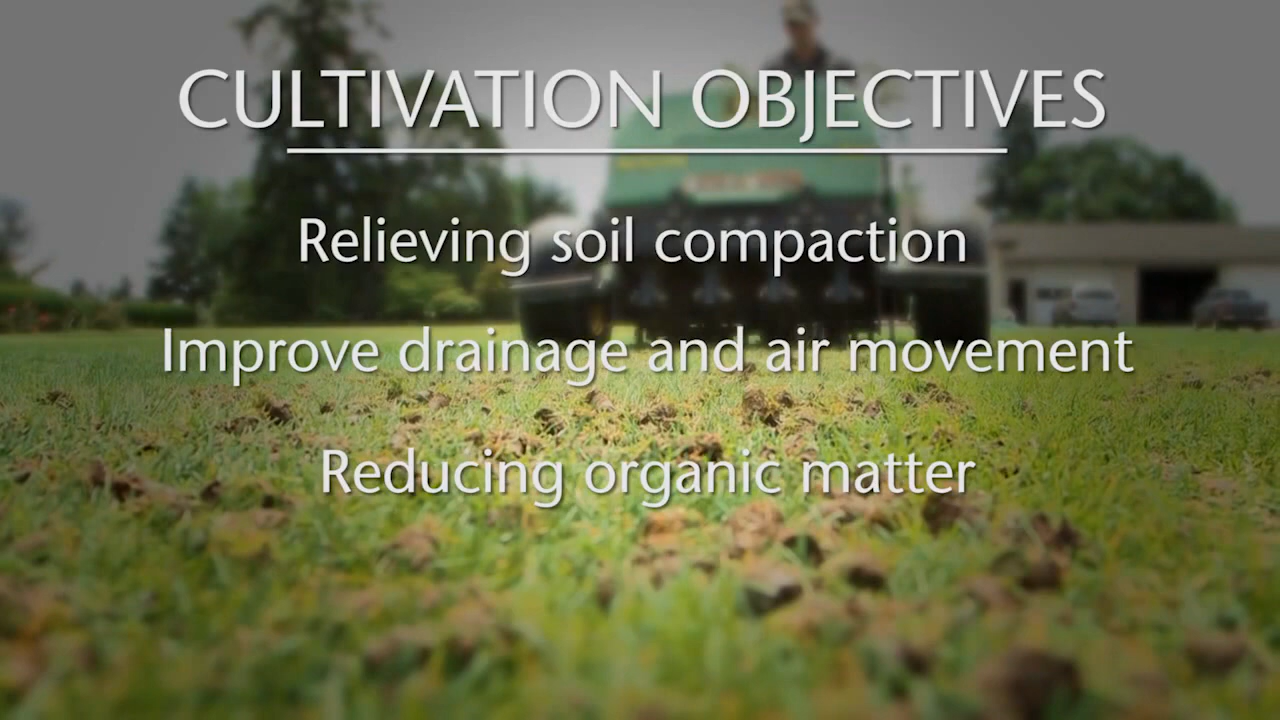 CULTIVATION OBJECTIVES
Relieving soil compaction
Improve drainage and air movement
Reducing organic matter